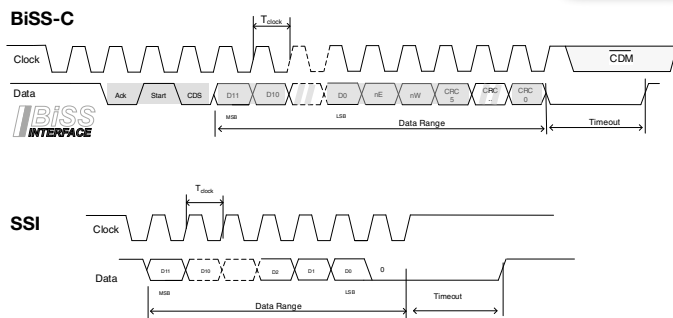 BiSS-C
T clock
Clock
CDM
Data
Ack Start CDS D11 D10 D0 nE nW CRC 5 CRC .. CRC 0
BiSS
INTERFACE
MSB LSB
Data Range
Timeout
T clock
SSI
Clock
Data
D11 D10 D2 D1 D0 0
MSB LSB
Data Range
Timeout